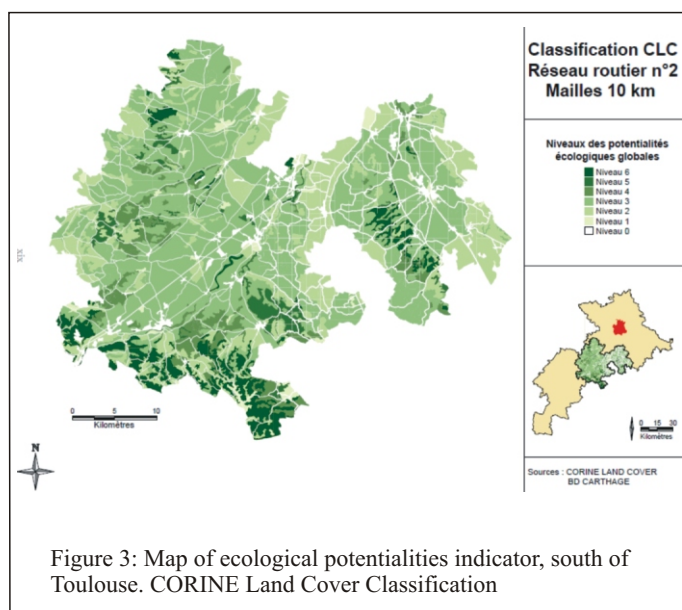 Classification CLC
Réseau routier n°2
Mailles 10 km
Niveaux des potentialités
écologiques globales
Niveau 6
Niveau 5
Niveau 4
Niveau 3
Niveau 2
Niveau 1
Niveau 0
xix
0 5 10
Kilomètres
N
0 15 30
Kilomètres
Sources : CORINE LAND COVER
BD CARTHAGE
Figure 3: Map of ecological potentialities indicator, south of
Toulouse. CORINE Land Cover Classification